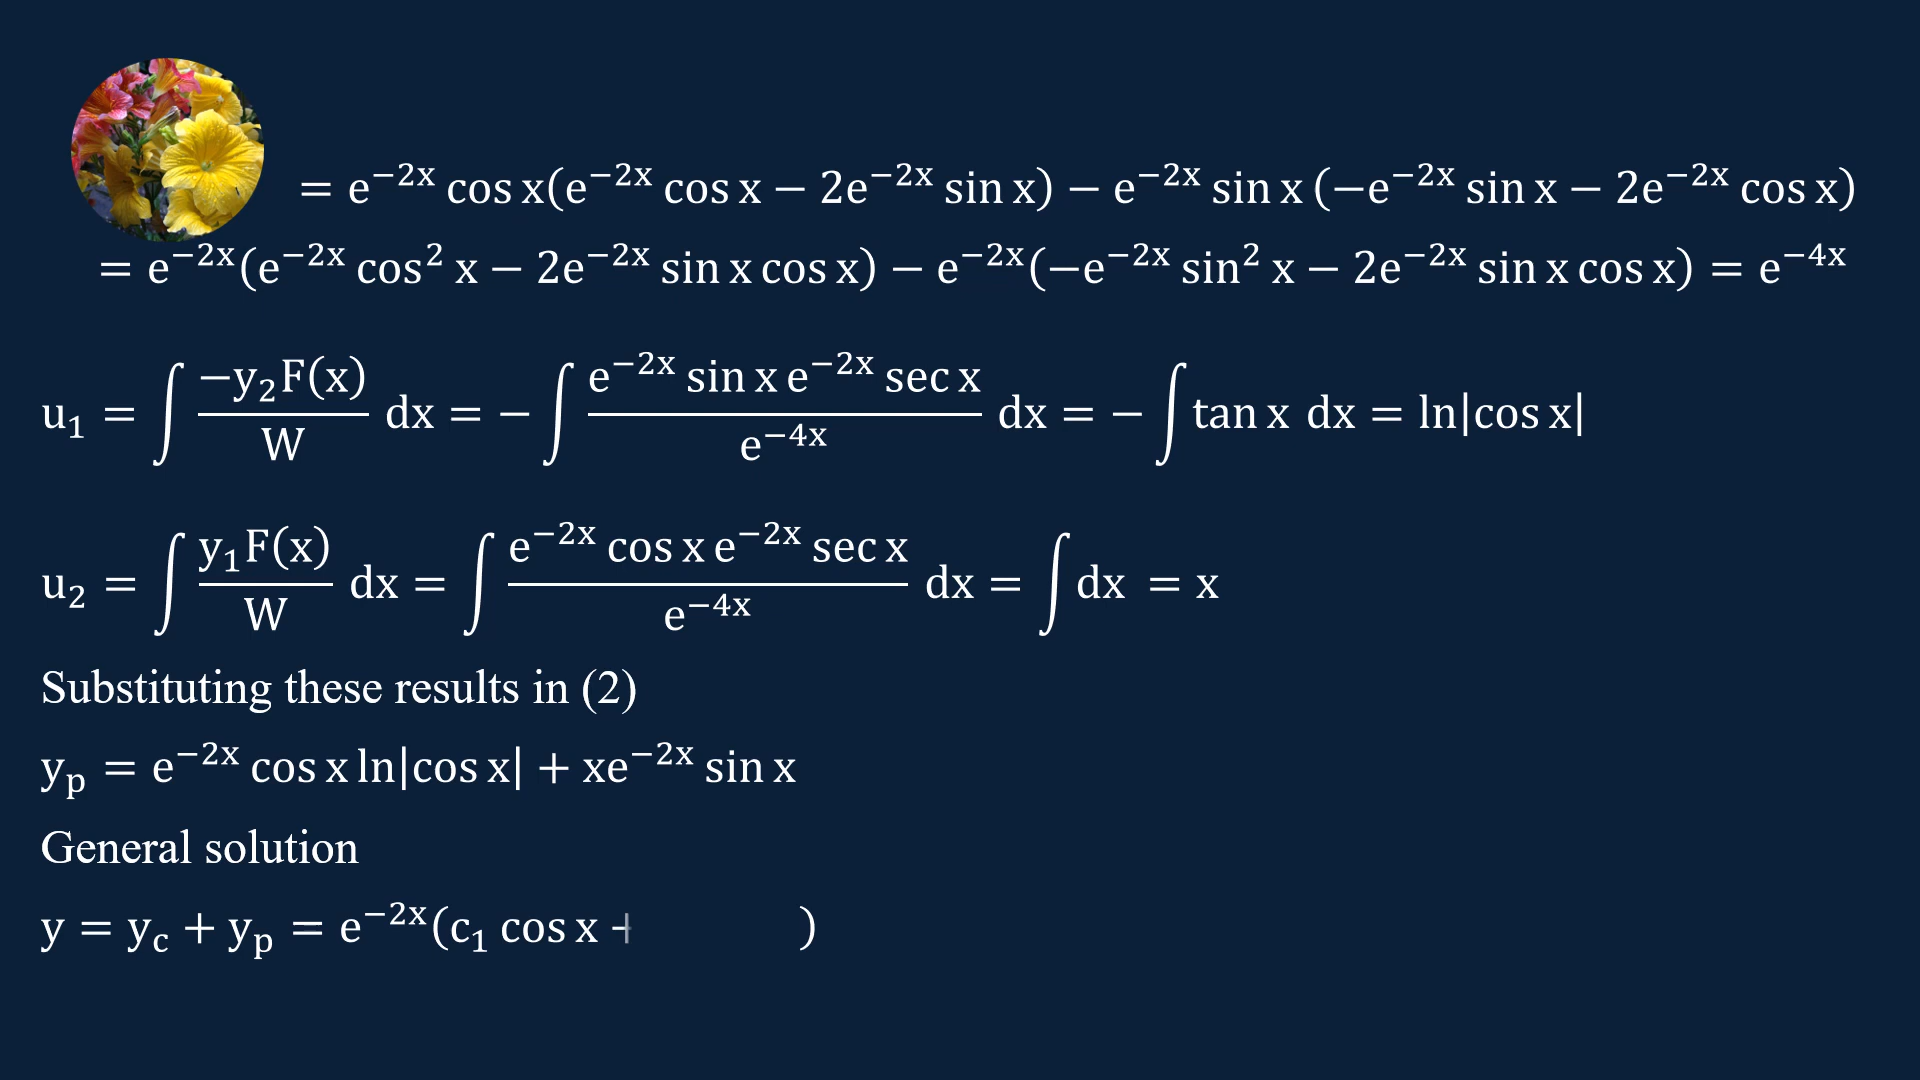 = e⁻²ˣ cos x(e⁻²ˣ cos x − 2e⁻²ˣ sin x) − e⁻²ˣ sin x (−e⁻²ˣ sin x − 2e⁻²ˣ cos x)
= e⁻²ˣ(e⁻²ˣ cos² x − 2e⁻²ˣ sin x cos x) − e⁻²ˣ(−e⁻²ˣ sin² x − 2e⁻²ˣ sin x cos x) = e⁻⁴ˣ
u₁ = ∫ (−y₂F(x))/W dx = − ∫ (e⁻²ˣ sin x e⁻²ˣ sec x)/e⁻⁴ˣ dx = − ∫ tan x dx = ln|cos x|
u₂ = ∫ (y₁F(x))/W dx = ∫ (e⁻²ˣ cos x e⁻²ˣ sec x)/e⁻⁴ˣ dx = ∫ dx = x
Substituting these results in (2)
yₚ = e⁻²ˣ cos x ln|cos x| + xe⁻²ˣ sin x
General solution
y = y_c + yₚ = e⁻²ˣ(c₁ cos x + )